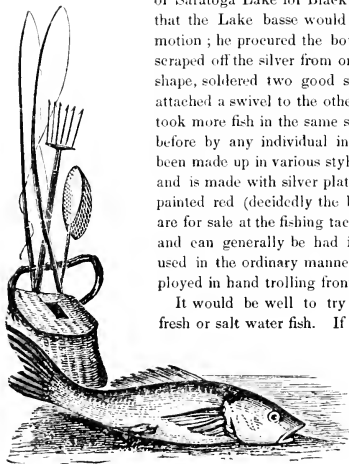 of Saratoga Lake for Black
that the Lake basse would
motion ; he procured the bo
scraped off the silver from or
shape, soldered two good s
attached a swivel to the othe
took more fish in the same s
before by any individual in
been made up in various styl
and is made with silver plat
painted red (decidedly the l
are for sale at the fishing tac
and can generally be had i
used in the ordinary manne
ployed in hand trolling fron
It would be well to try
fresh or salt water fish. If